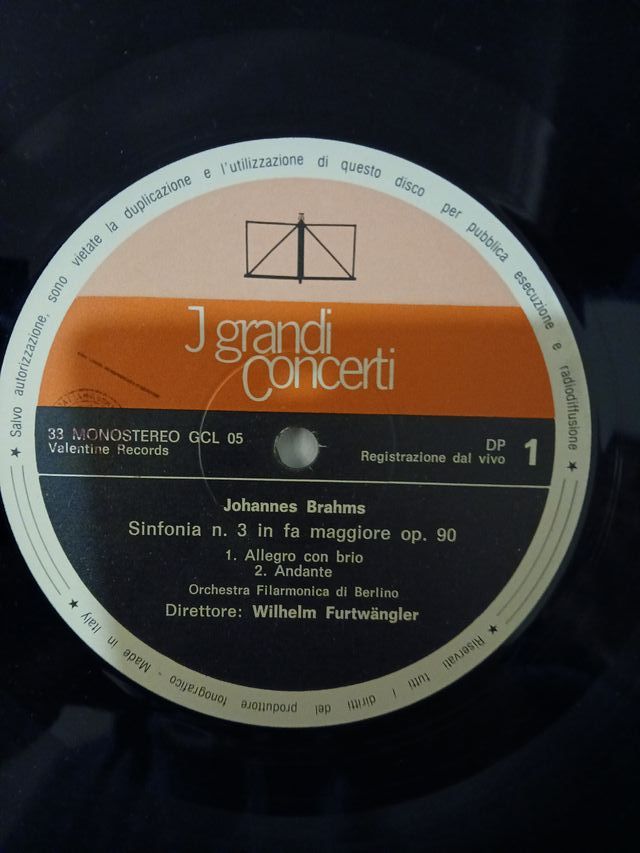 ★ Salvo autorizzazione, sono vietate la duplicazione e l'utilizzazione di questo disco per pubblica esecuzione e radiodiffusione ★
J grandi
Concerti
33 MONOSTEREO GCL 05
Valentine Records
DP 1
Registrazione dal vivo
Johannes Brahms
Sinfonia n. 3 in fa maggiore op. 90
1. Allegro con brio
2. Andante
Orchestra Filarmonica di Berlino
Direttore: Wilhelm Furtwängler
★ Riservati tutti i diritti del produttore fonografico - Made in Italy ★